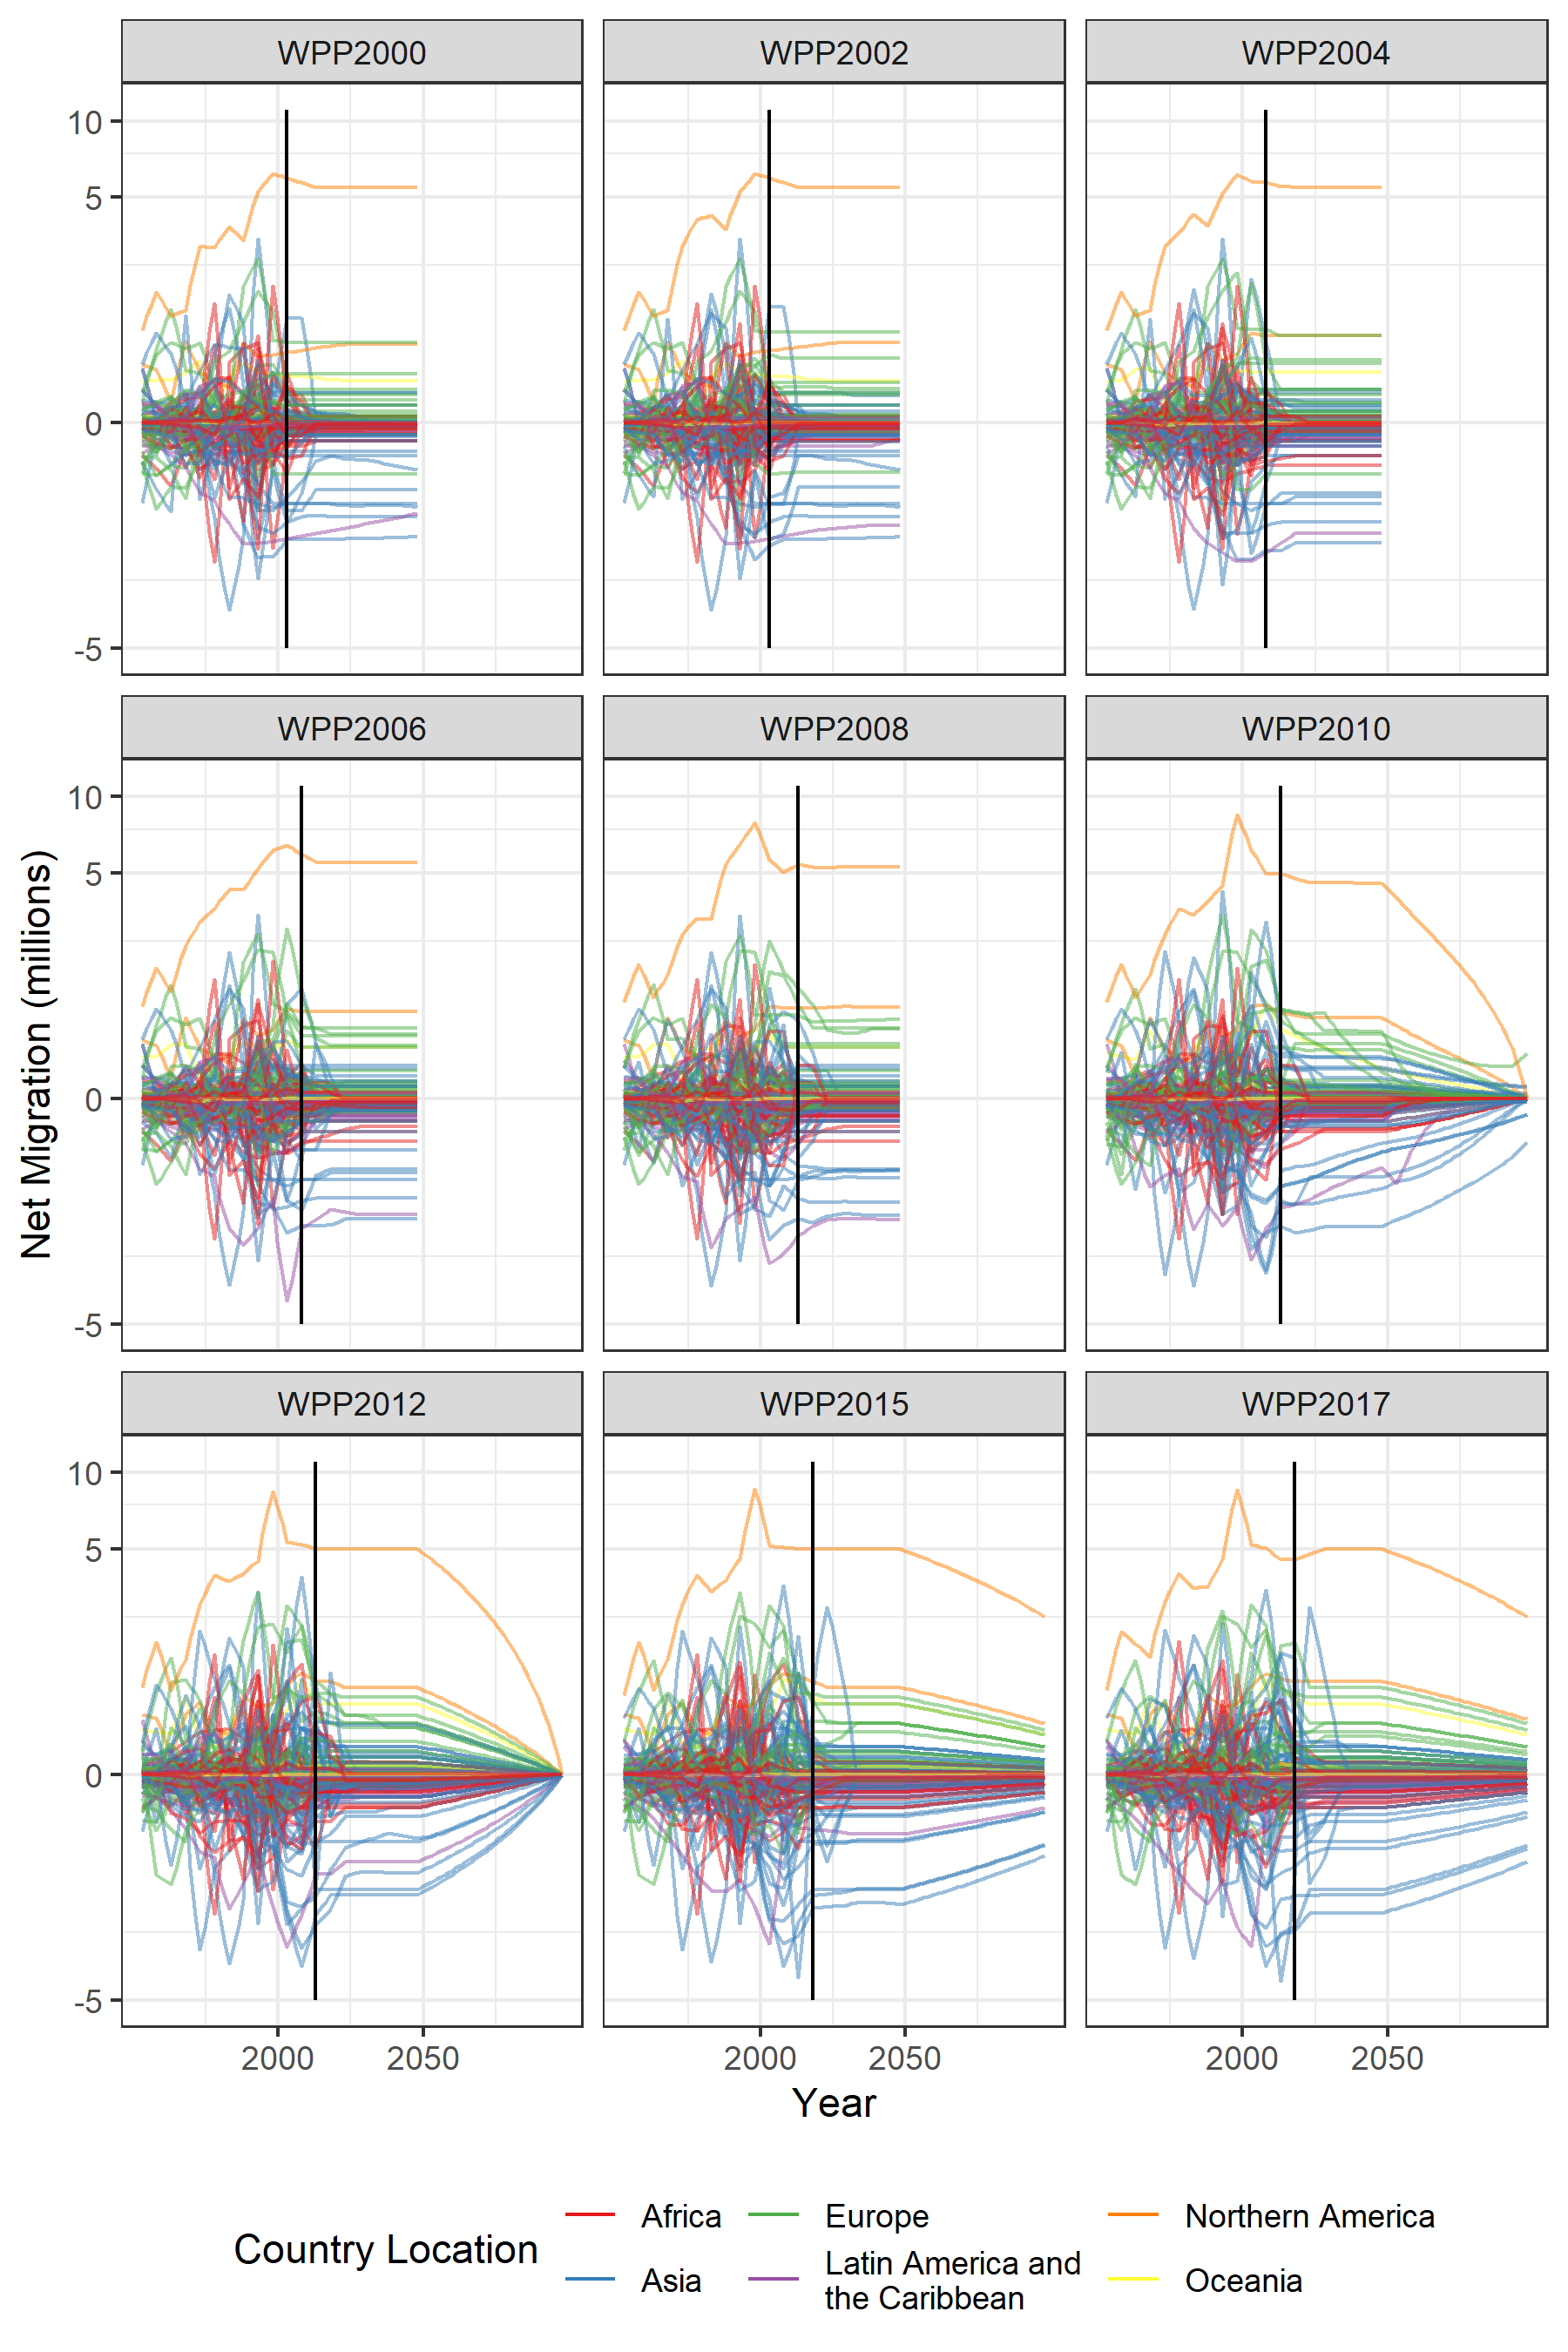 WPP2000 WPP2002 WPP2004
10
5
0
-5
WPP2006 WPP2008 WPP2010
10
5
0
-5
Net Migration (millions)
WPP2012 WPP2015 WPP2017
10
5
0
-5
2000 2050 2000 2050 2000 2050
Year
Country Location
Africa Europe Northern America
Asia Latin America and the Caribbean Oceania